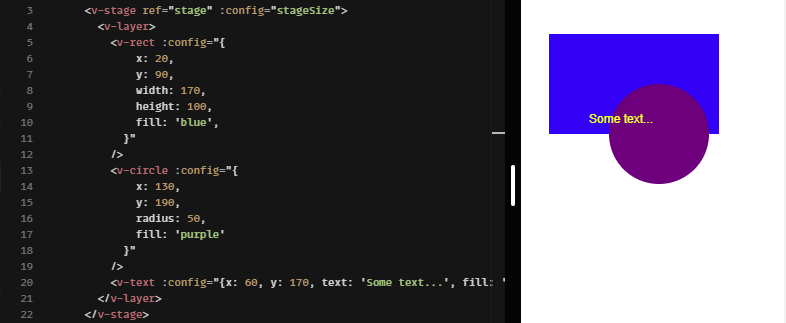 3 <v-stage ref="stage" :config="stageSize">
4 <v-layer>
5 <v-rect :config="{
6 x: 20,
7 y: 90,
8 width: 170,
9 height: 100,
10 fill: 'blue',
11 }"
12 />
13 <v-circle :config="{
14 x: 130,
15 y: 190,
16 radius: 50,
17 fill: 'purple'
18 }"
19 />
20 <v-text :config="{x: 60, y: 170, text: 'Some text...', fill: '
21 </v-layer>
22 </v-stage>
Some text...